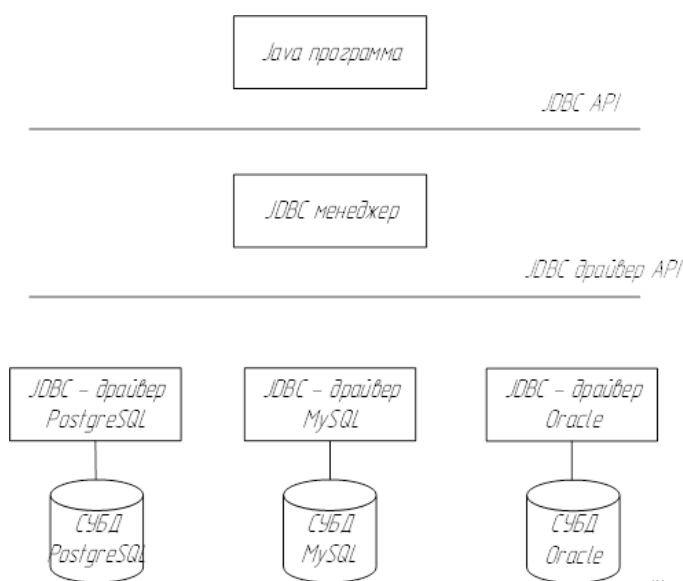 Java программа
JDBC API
JDBC менеджер
JDBC драйвер API
JDBC – драйвер
PostgreSQL
JDBC – драйвер
MySQL
JDBC – драйвер
Oracle
СУБД
PostgreSQL
СУБД
MySQL
СУБД
Oracle